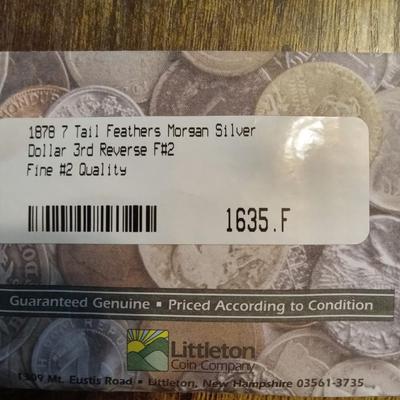 1878 7 Tail Feathers Morgan Silver
Dollar 3rd Reverse F#2
Fine #2 Quality
1635.F
Guaranteed Genuine ▪ Priced According to Condition
Littleton
Coin Company
1309 Mt. Eustis Road ▪ Littleton, New Hampshire 03561-3735